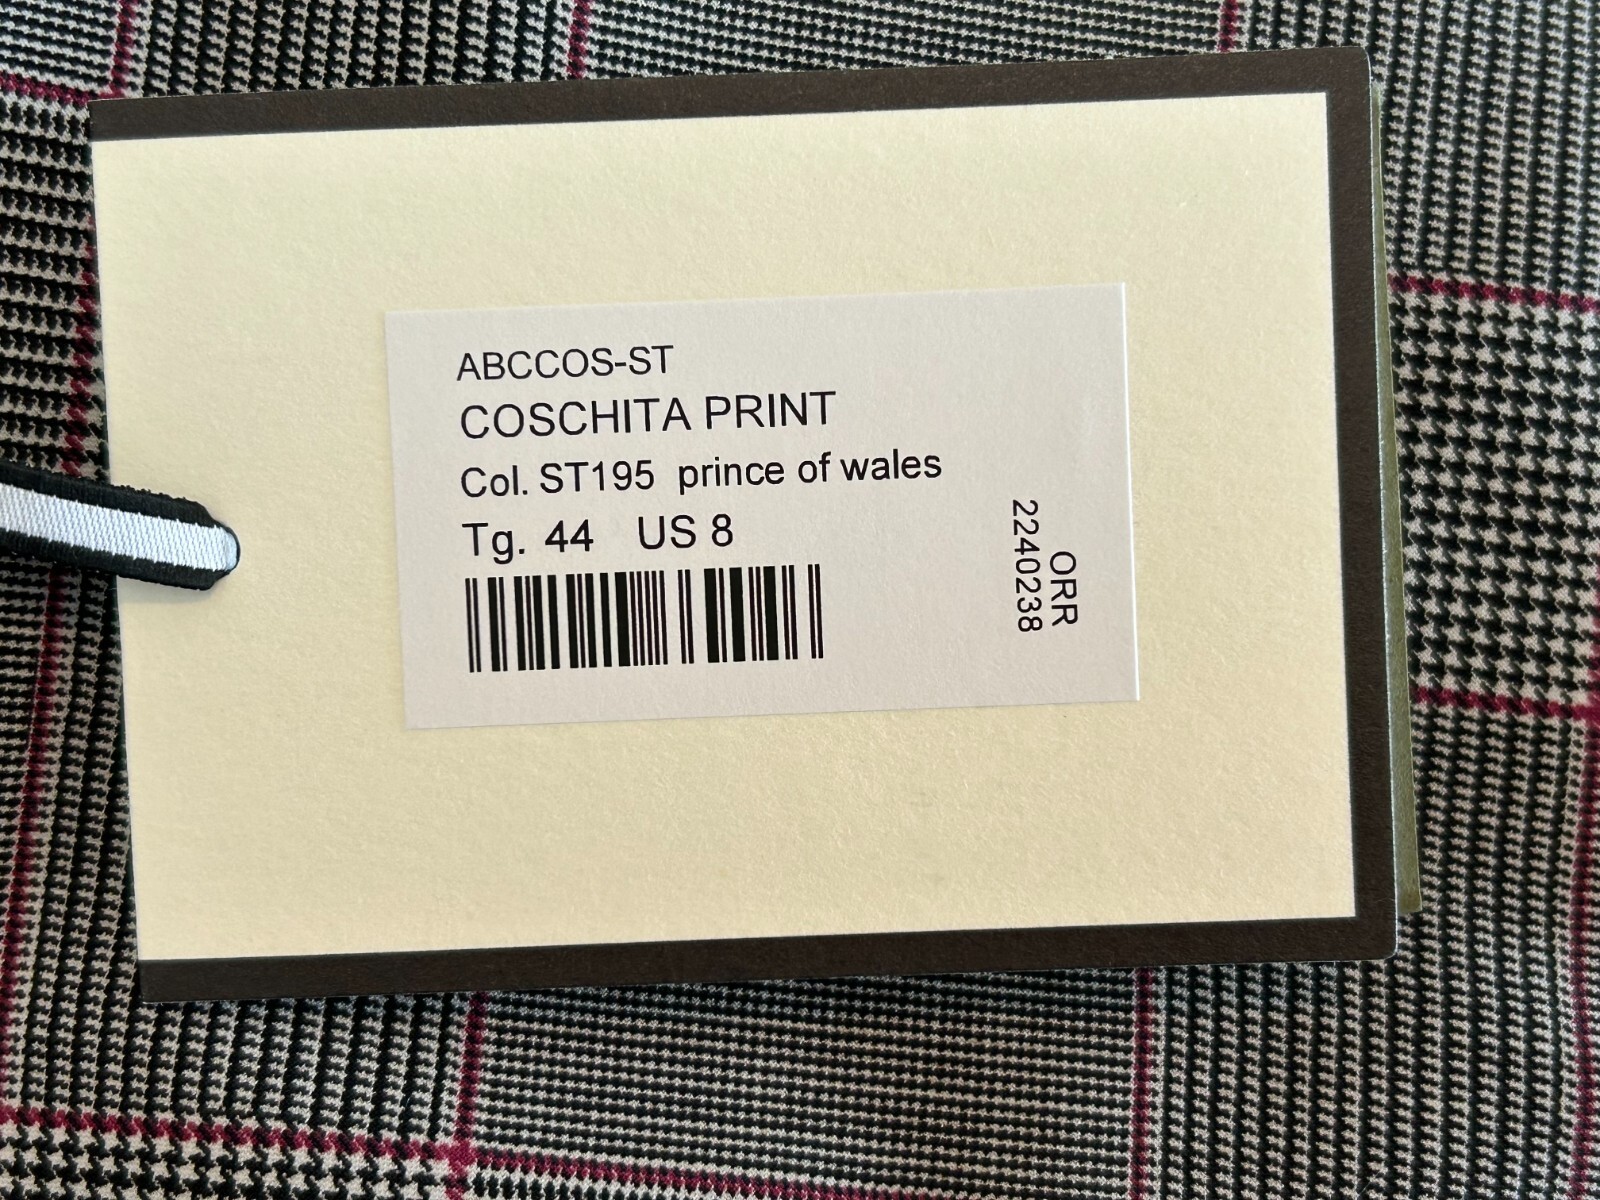 ABCCOS-ST
COSCHITA PRINT
Col. ST195 prince of wales
Tg. 44 US 8
ORR
2240238